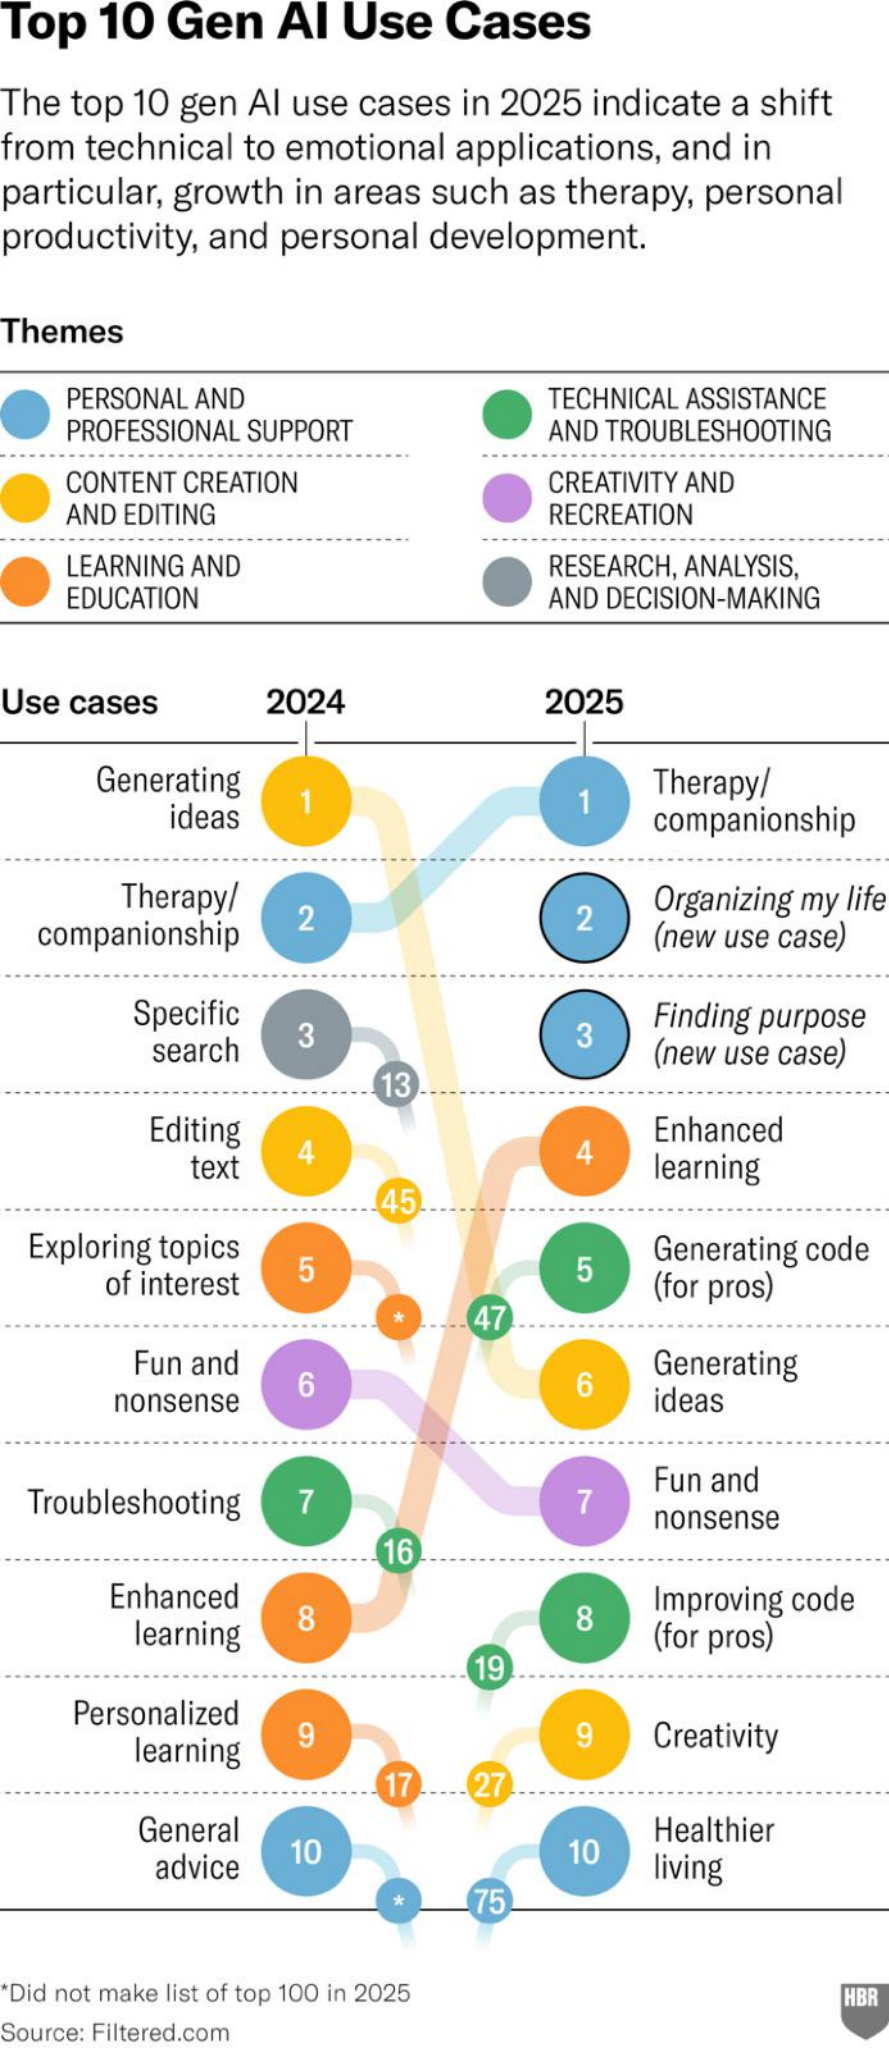 Top 10 Gen AI Use Cases
The top 10 gen AI use cases in 2025 indicate a shift
from technical to emotional applications, and in
particular, growth in areas such as therapy, personal
productivity, and personal development.
Themes
PERSONAL AND
PROFESSIONAL SUPPORT
TECHNICAL ASSISTANCE
AND TROUBLESHOOTING
CONTENT CREATION
AND EDITING
CREATIVITY AND
RECREATION
LEARNING AND
EDUCATION
RESEARCH, ANALYSIS,
AND DECISION-MAKING
Use cases 2024 2025
Generating
ideas
1
1
Therapy/
companionship
Therapy/
companionship
2
2
Organizing my life
(new use case)
Specific
search
3
13
3
Finding purpose
(new use case)
Editing
text
4
45
4
Enhanced
learning
Exploring topics
of interest
5
*
47
5
Generating code
(for pros)
Fun and
nonsense
6
6
Generating
ideas
Troubleshooting
7
16
7
Fun and
nonsense
Enhanced
learning
8
19
8
Improving code
(for pros)
Personalized
learning
9
17
27
9
Creativity
General
advice
10
*
75
10
Healthier
living
*Did not make list of top 100 in 2025
Source: Filtered.com
HBR